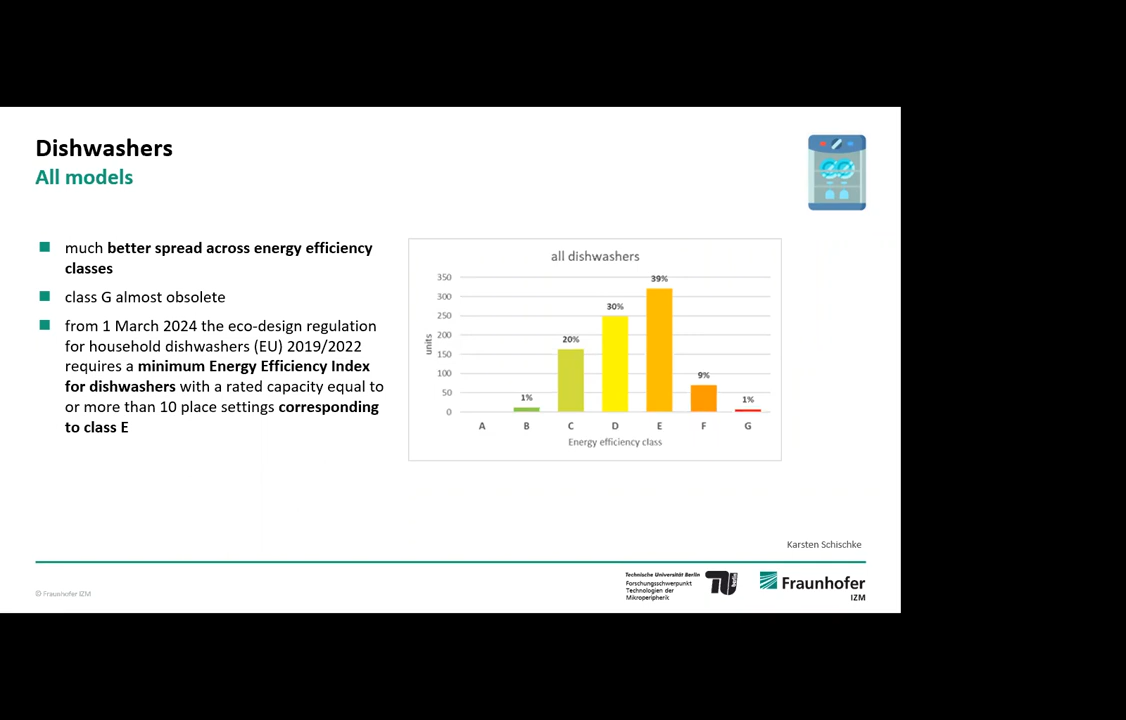 Dishwashers
All models
much better spread across energy efficiency
classes
class G almost obsolete
from 1 March 2024 the eco-design regulation
for household dishwashers (EU) 2019/2022
requires a minimum Energy Efficiency Index
for dishwashers with a rated capacity equal to
or more than 10 place settings corresponding
to class E
all dishwashers
units
350
300
250
200
150
100
50
0
1%
20%
30%
39%
9%
1%
A B C D E F G
Energy efficiency class
Karsten Schischke
© Fraunhofer IZM
Technische Universität Berlin
Forschungsschwerpunkt
Technologien der
Mikroperipherik
berlin
Fraunhofer
IZM